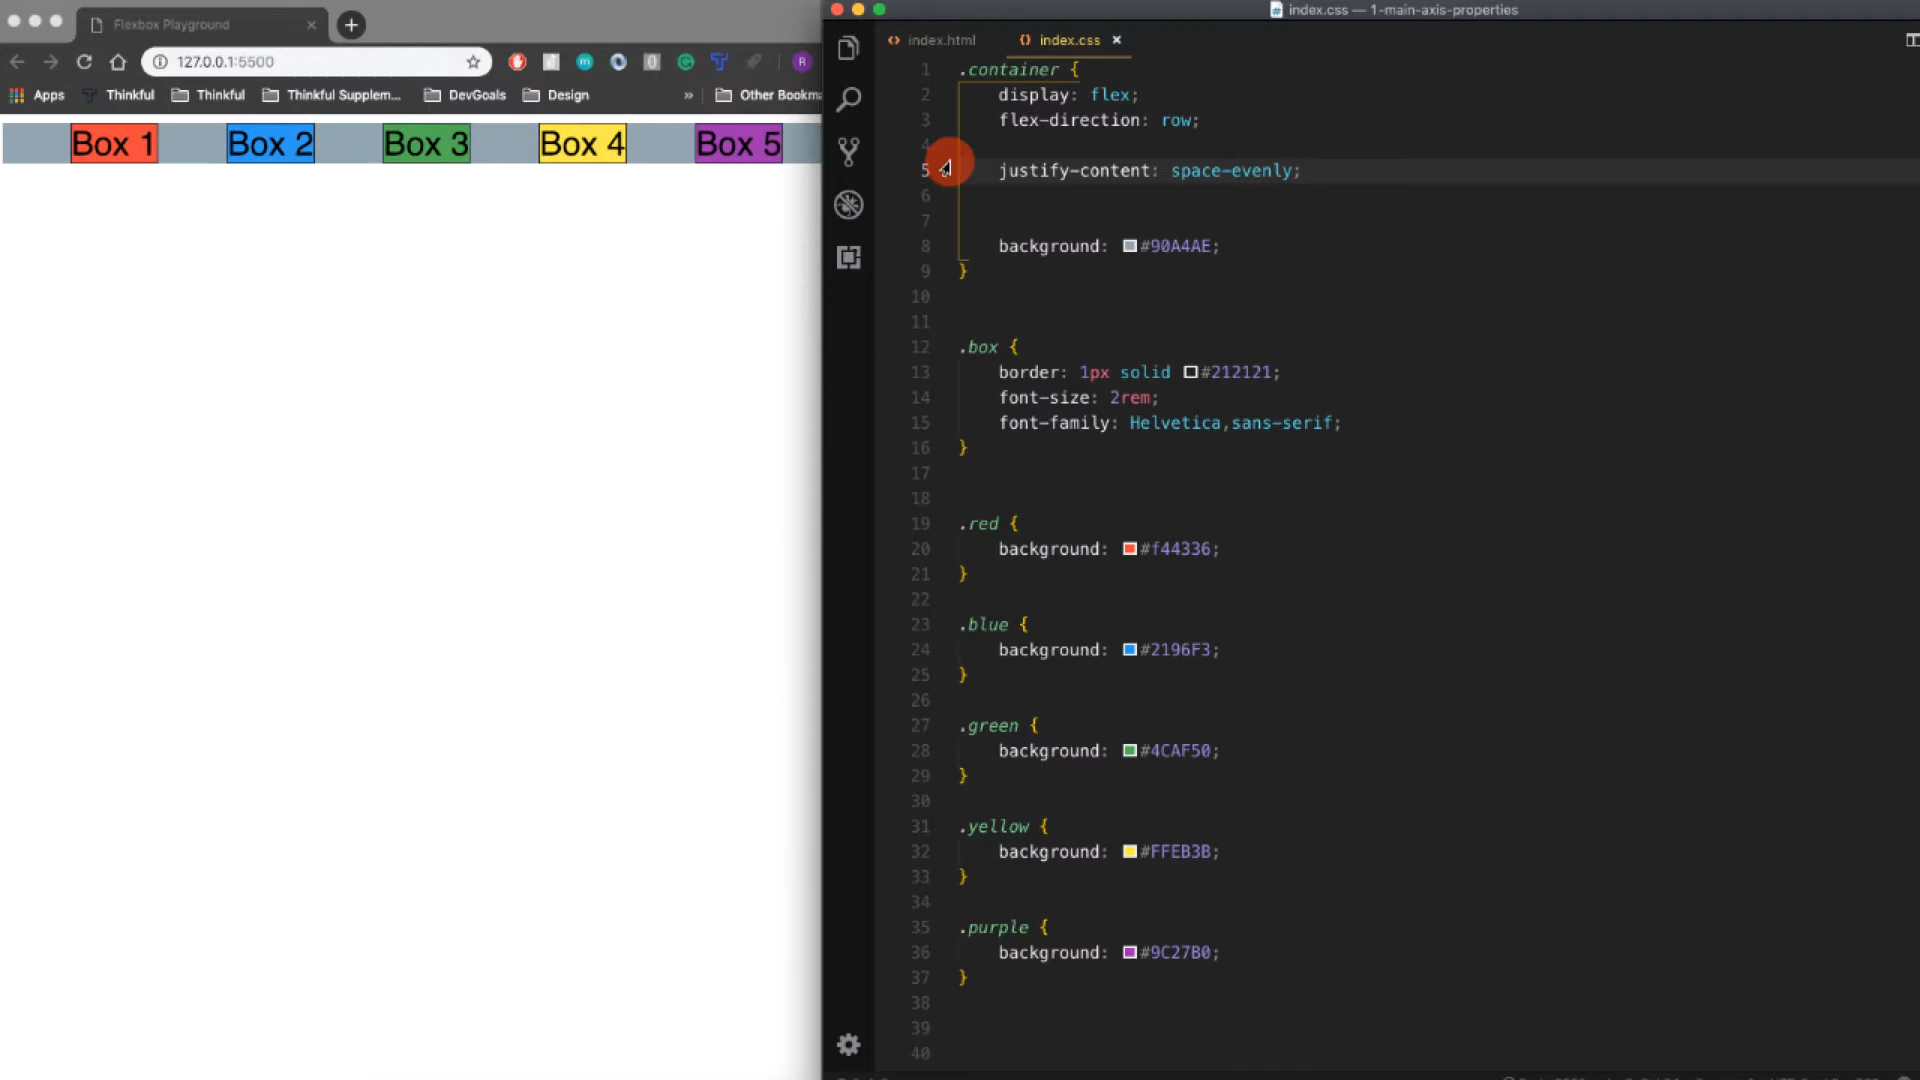 Flexbox Playground
127.0.0.1:5500
Apps Thinkful Thinkful Thinkful Supplem... DevGoals Design » Other Bookm
Box 1 Box 2 Box 3 Box 4 Box 5
index.css — 1-main-axis-properties
index.html index.css
1 .container {
2 display: flex;
3 flex-direction: row;
4
5 justify-content: space-evenly;
6
7
8 background: #90A4AE;
9 }
10
11
12 .box {
13 border: 1px solid #212121;
14 font-size: 2rem;
15 font-family: Helvetica,sans-serif;
16 }
17
18
19 .red {
20 background: #f44336;
21 }
22
23 .blue {
24 background: #2196F3;
25 }
26
27 .green {
28 background: #4CAF50;
29 }
30
31 .yellow {
32 background: #FFEB3B;
33 }
34
35 .purple {
36 background: #9C27B0;
37 }
38
39
40